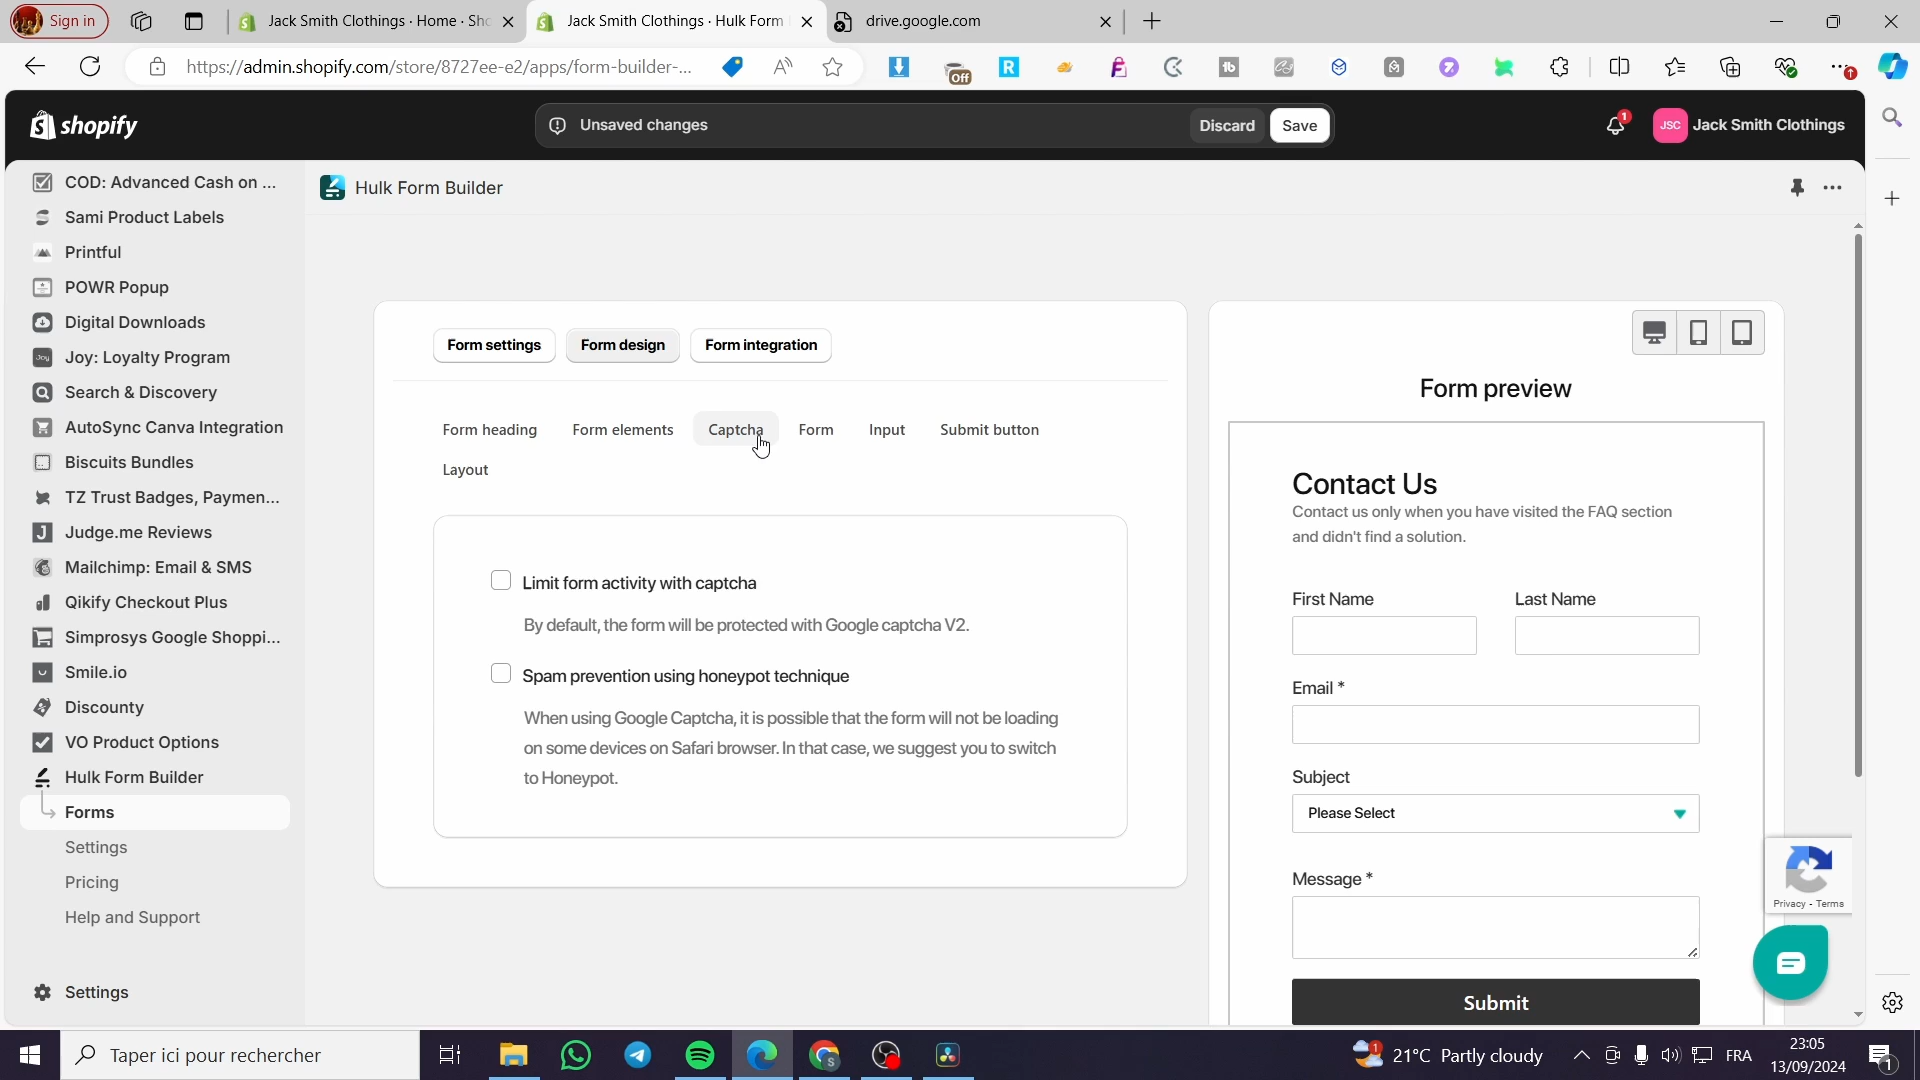 Sign in
Jack Smith Clothings · Home · Sho
Jack Smith Clothings · Hulk Form
drive.google.com
https://admin.shopify.com/store/8727ee-e2/apps/form-builder-...
Off
shopify
Unsaved changes
Discard
Save
1
JSC
Jack Smith Clothings
COD: Advanced Cash on ...
Sami Product Labels
Printful
POWR Popup
Digital Downloads
Joy: Loyalty Program
Search & Discovery
AutoSync Canva Integration
Biscuits Bundles
TZ Trust Badges, Paymen...
Judge.me Reviews
Mailchimp: Email & SMS
Qikify Checkout Plus
Simprosys Google Shoppi...
Smile.io
Discounty
VO Product Options
Hulk Form Builder
Forms
Settings
Pricing
Help and Support
Settings
Hulk Form Builder
Form settings
Form design
Form integration
Form heading
Form elements
Captcha
Form
Input
Submit button
Layout
Limit form activity with captcha
By default, the form will be protected with Google captcha V2.
Spam prevention using honeypot technique
When using Google Captcha, it is possible that the form will not be loading
on some devices on Safari browser. In that case, we suggest you to switch
to Honeypot.
Form preview
Contact Us
Contact us only when you have visited the FAQ section
and didn't find a solution.
First Name
Last Name
Email *
Subject
Please Select
Message *
Submit
Privacy - Terms
Taper ici pour rechercher
1
21°C Partly cloudy
FRA
23:05
13/09/2024
1